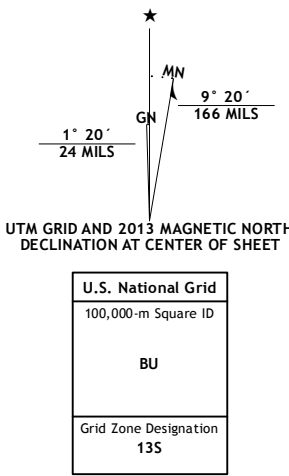 MN
GN
9° 20´
166 MILS
1° 20´
24 MILS
UTM GRID AND 2013 MAGNETIC NORTH
DECLINATION AT CENTER OF SHEET
U.S. National Grid
100,000-m Square ID
BU
Grid Zone Designation
13S